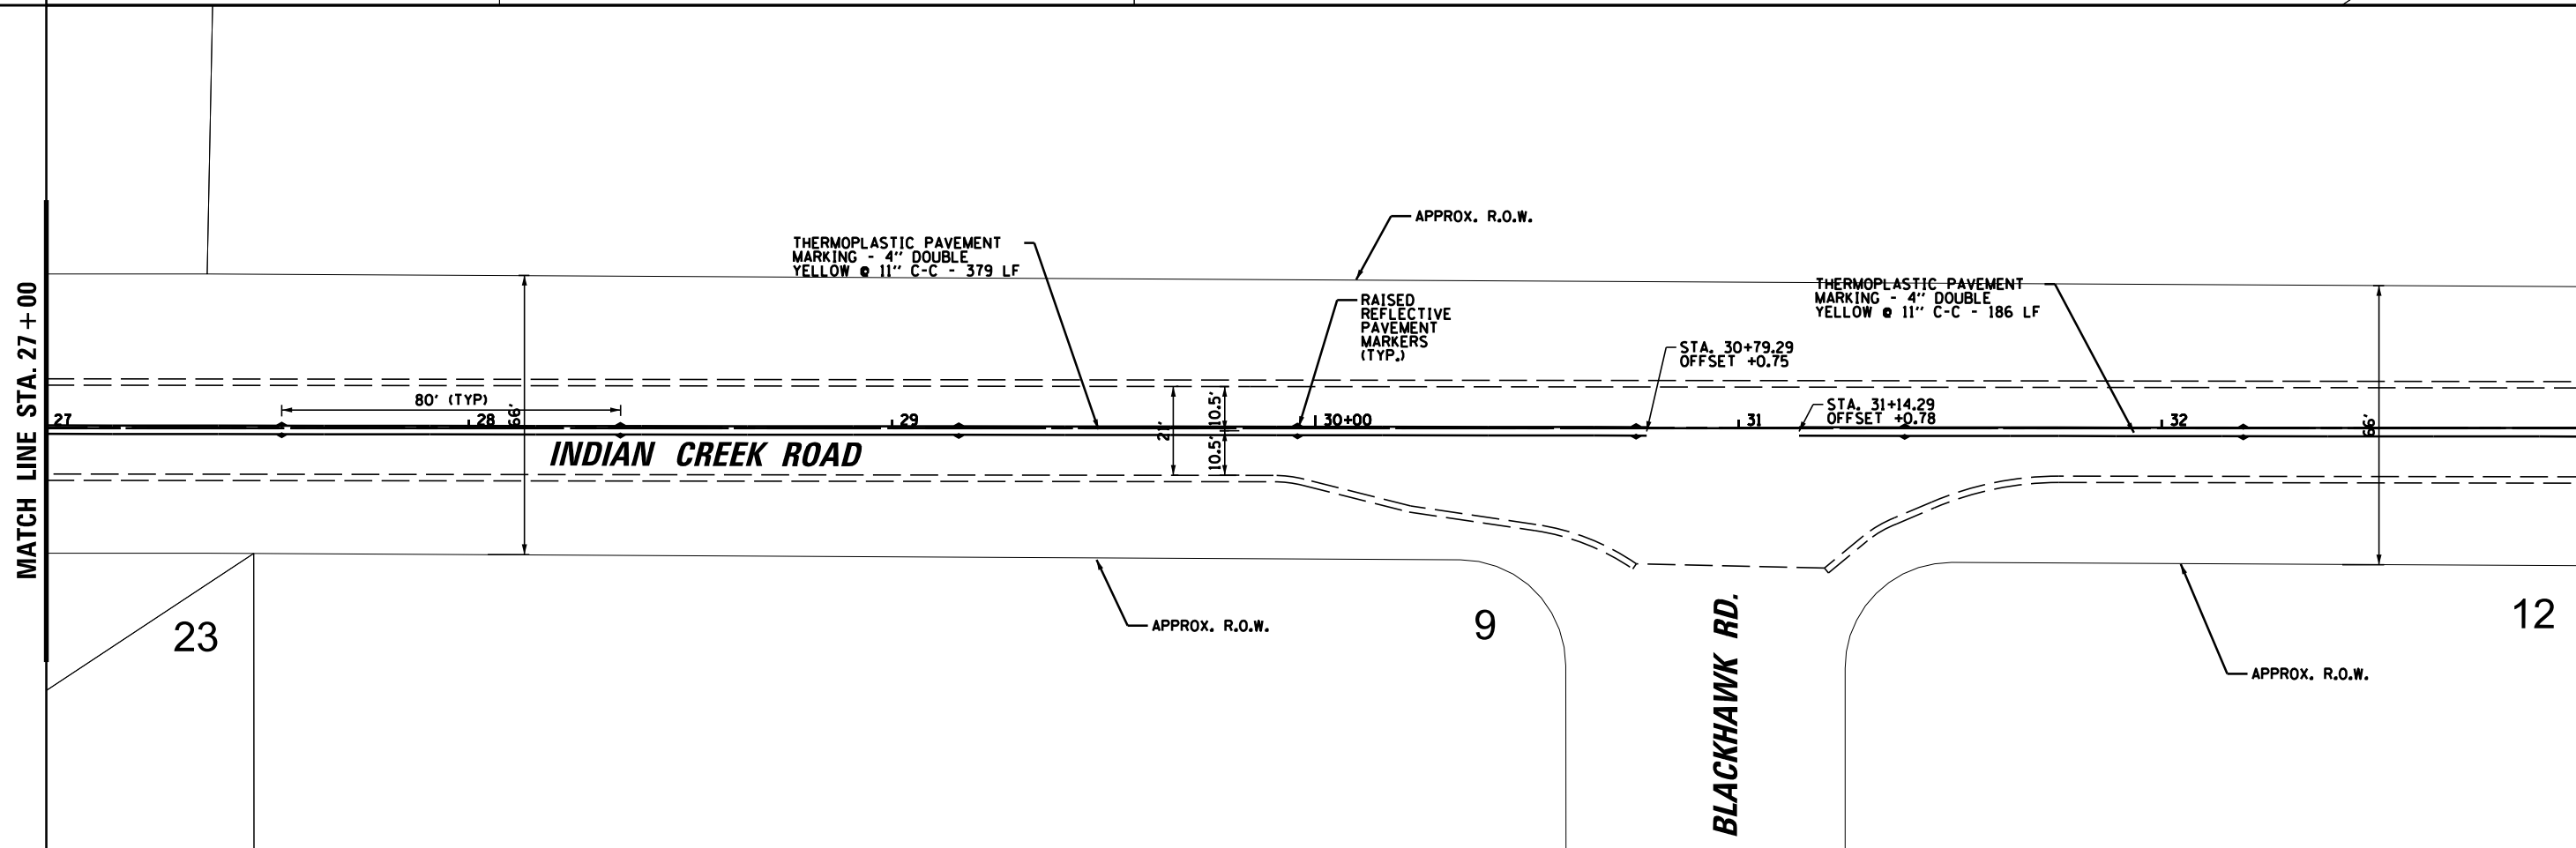 APPROX. R.O.W.
THERMOPLASTIC PAVEMENT
MARKING - 4'' DOUBLE
YELLOW @ 11'' C-C - 379 LF
THERMOPLASTIC PAVEMENT
MARKING - 4'' DOUBLE
YELLOW @ 11'' C-C - 186 LF
RAISED
REFLECTIVE
PAVEMENT
MARKERS
(TYP.)
STA. 30+79.29
OFFSET +0.75
MATCH LINE STA. 27+00
80' (TYP)
66'
21'
10.5'
10.5'
STA. 31+14.29
OFFSET +0.78
66'
27
28
29
30+00
31
32
INDIAN CREEK ROAD
23
APPROX. R.O.W.
9
BLACKHAWK RD.
12
APPROX. R.O.W.